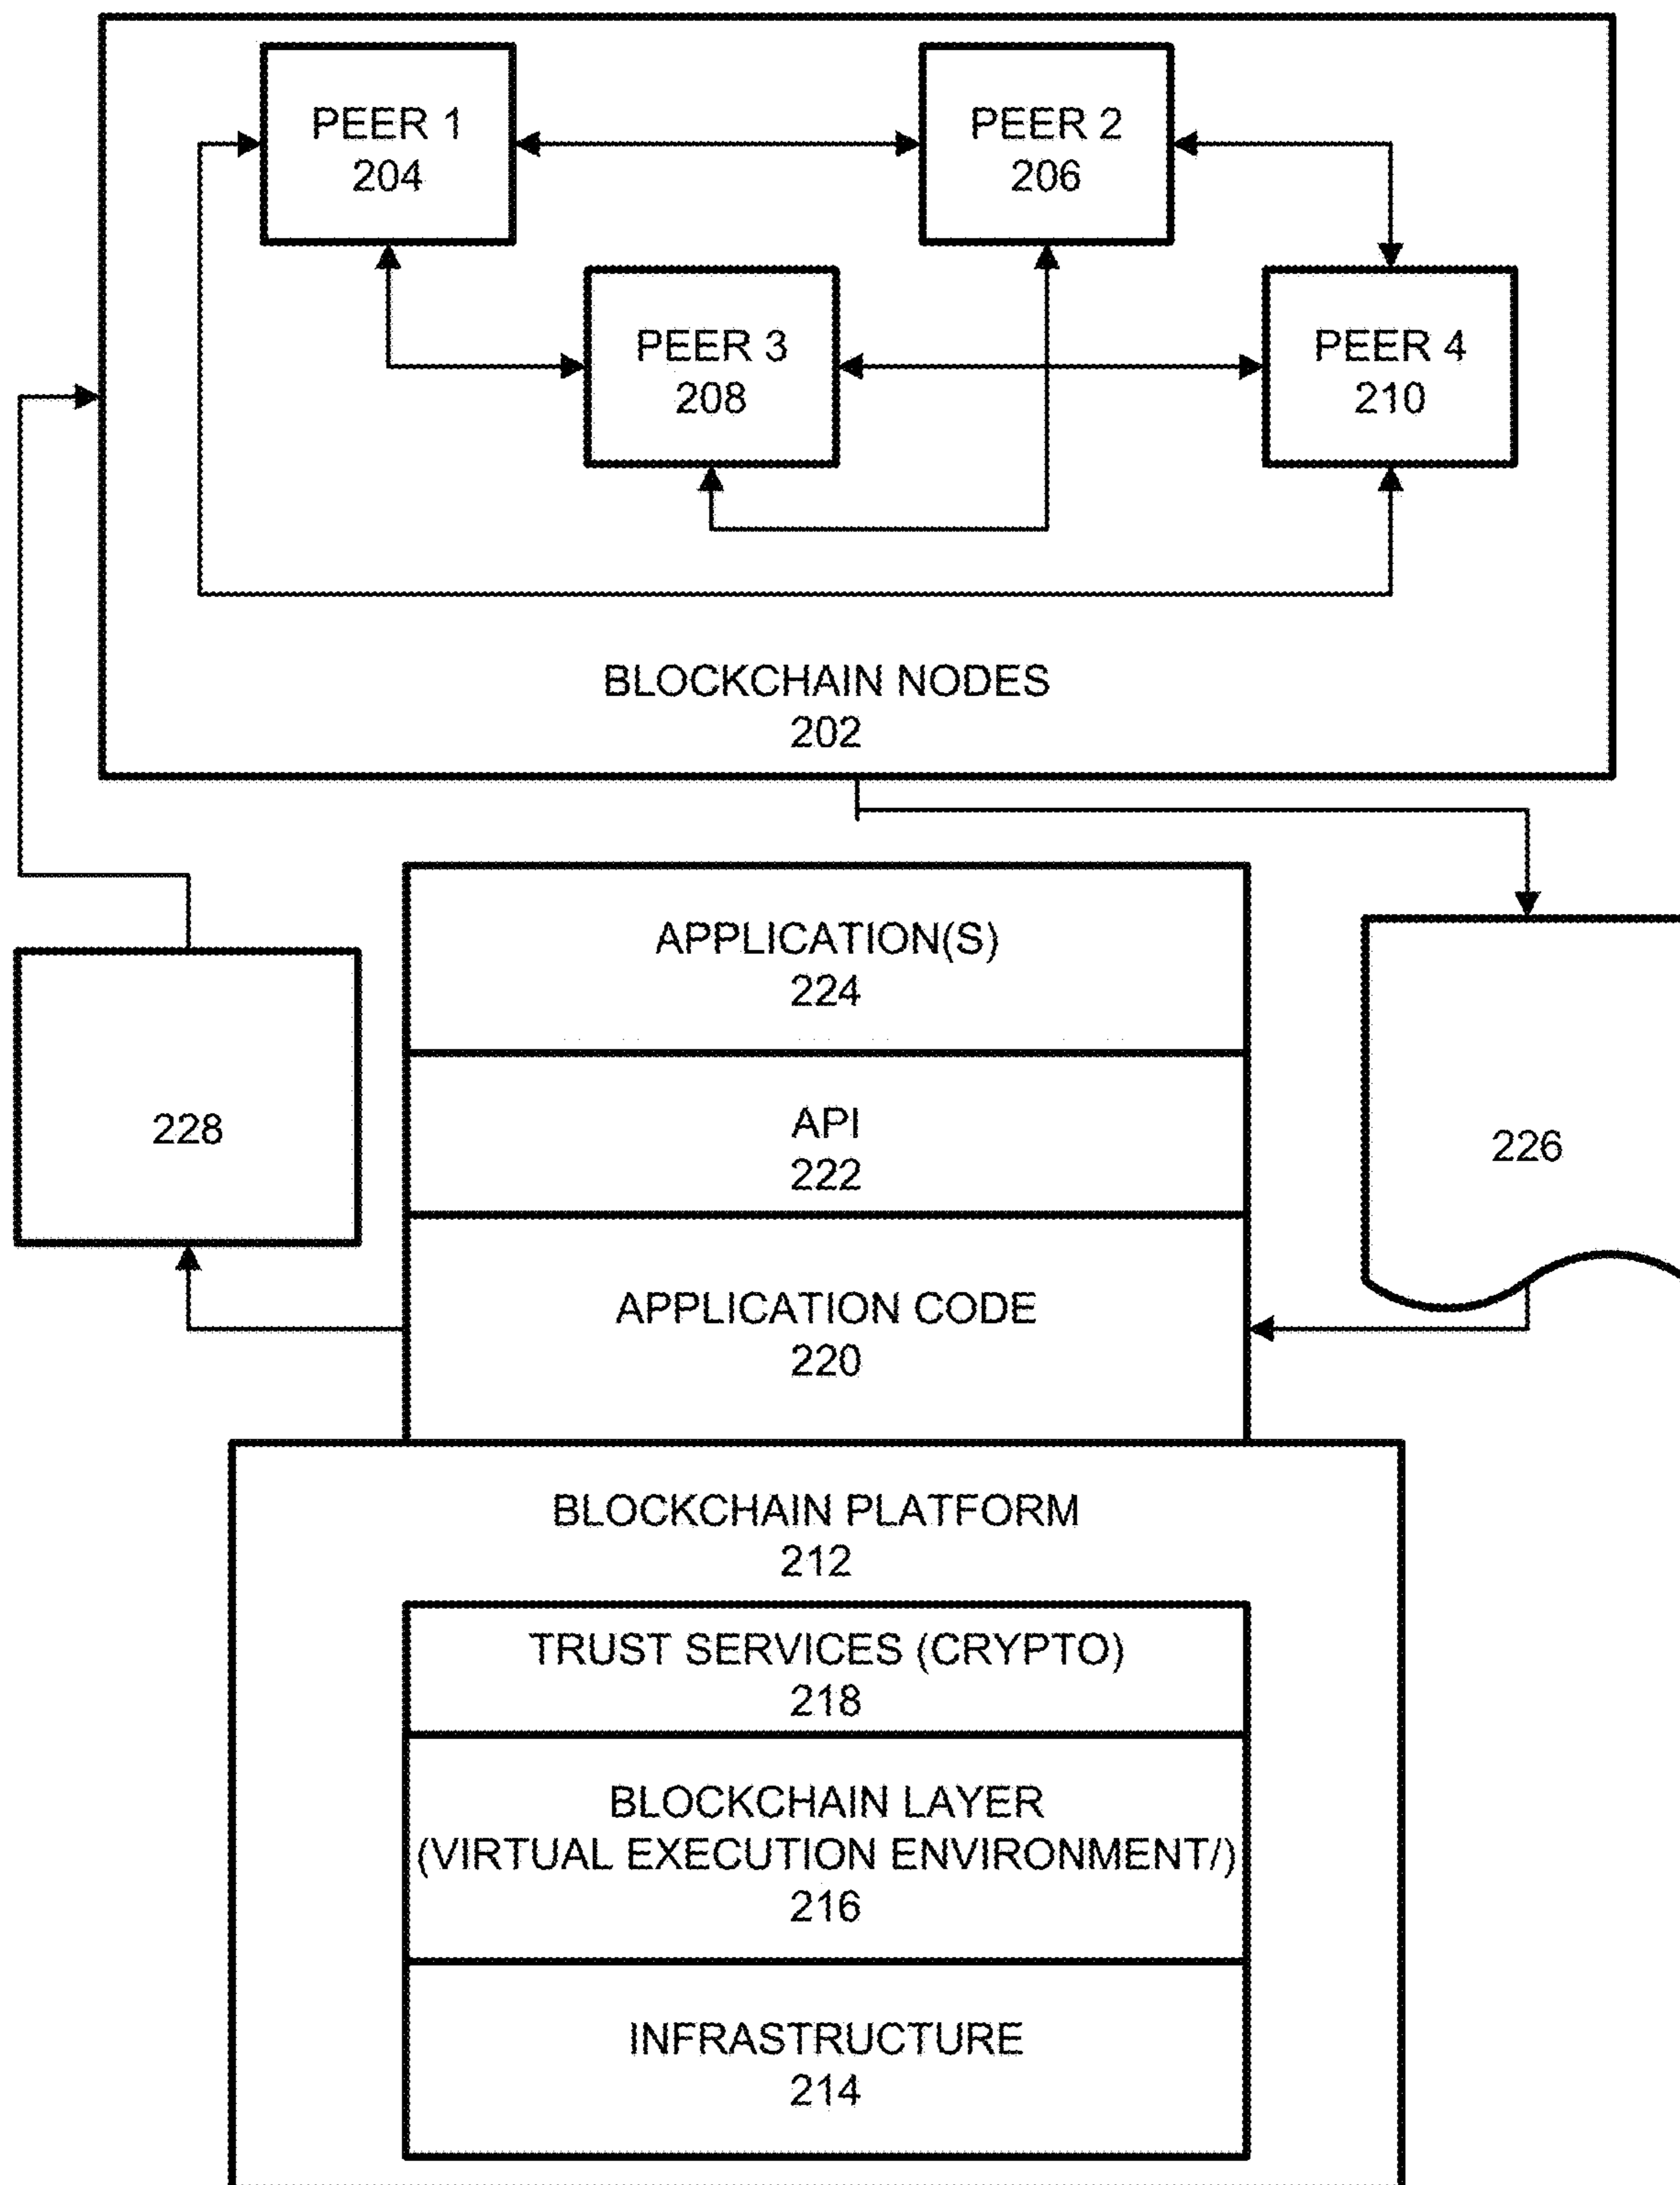 PEER 1
204
PEER 2
206
PEER 3
208
PEER 4
210
BLOCKCHAIN NODES
202
APPLICATION(S)
224
228
API
222
226
APPLICATION CODE
220
BLOCKCHAIN PLATFORM
212
TRUST SERVICES (CRYPTO)
218
BLOCKCHAIN LAYER
(VIRTUAL EXECUTION ENVIRONMENT/)
216
INFRASTRUCTURE
214